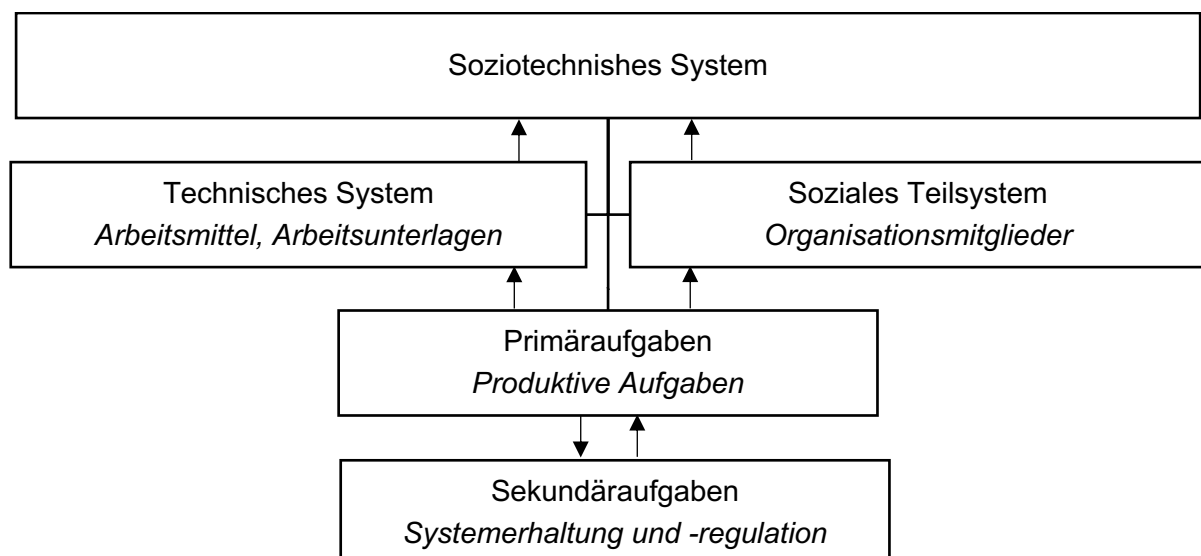 Soziotechnishes System
Technisches System
Arbeitsmittel, Arbeitsunterlagen
Soziales Teilsystem
Organisationsmitglieder
Primäraufgaben
Produktive Aufgaben
Sekundäraufgaben
Systemerhaltung und -regulation